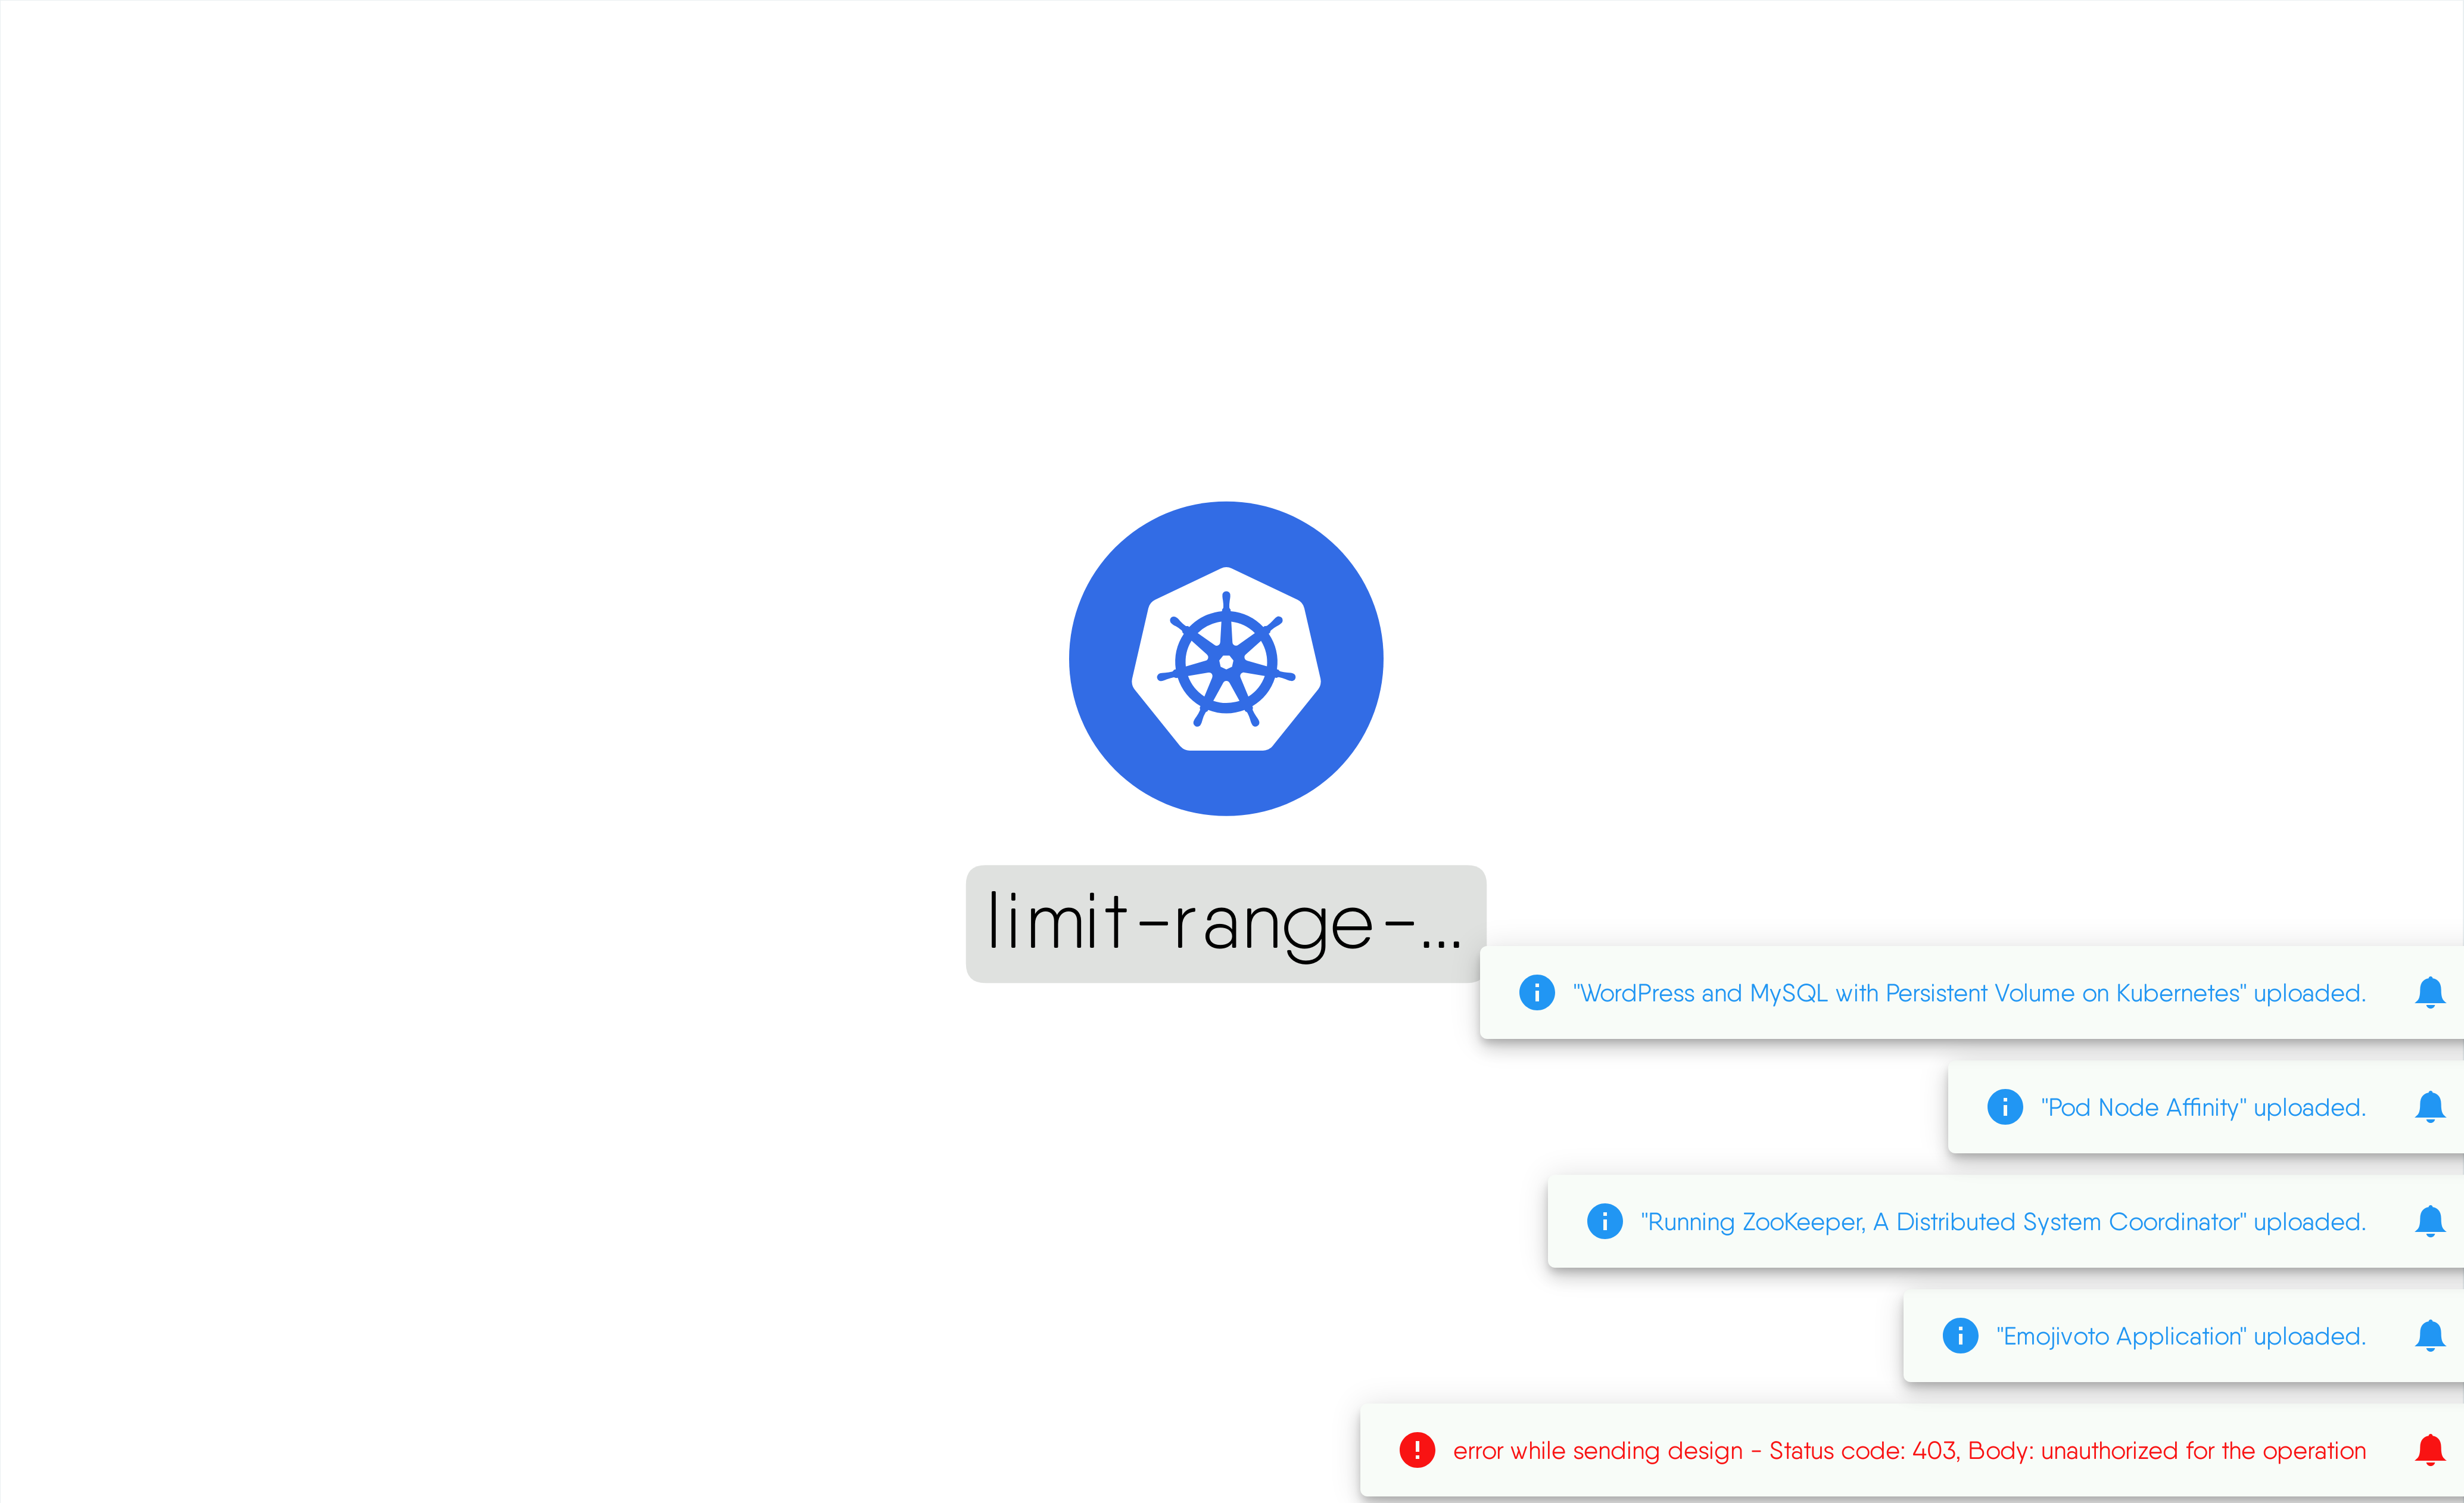 limit-range-...
"WordPress and MySQL with Persistent Volume on Kubernetes" uploaded.
"Pod Node Affinity" uploaded.
"Running ZooKeeper, A Distributed System Coordinator" uploaded.
"Emojivoto Application" uploaded.
error while sending design - Status code: 403, Body: unauthorized for the operation